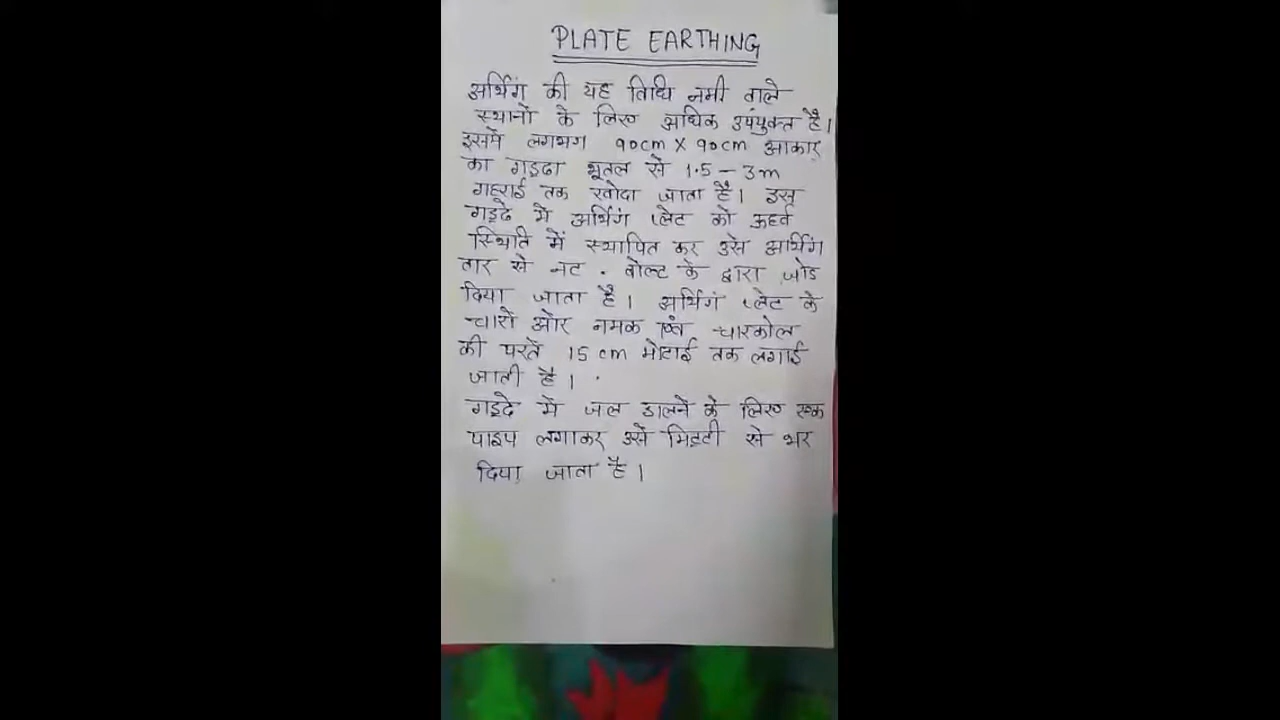 PLATE EARTHING
अर्थिंग की यह विधि नमी वाले
स्थानों के लिए अधिक उपयुक्त है।
इसमें लगभग 90cm X 90cm आकार
का गड्ढा भूतल से 1.5 - 3m
गहराई तक खोदा जाता है। इस
गड्ढे में अर्थिंग प्लेट को ऊर्ध्व
स्थिति में स्थापित कर उसे अर्थिंग
तार से नट . बोल्ट के द्वारा जोड
दिया जाता है। अर्थिंग प्लेट के
चारों ओर नमक एवं चारकोल
की परतें 15 cm मोटाई तक लगाई
जाती है।
गड्ढे में जल डालने के लिए एक
पाइप लगाकर उसे मिट्टी से भर
दिया जाता है।